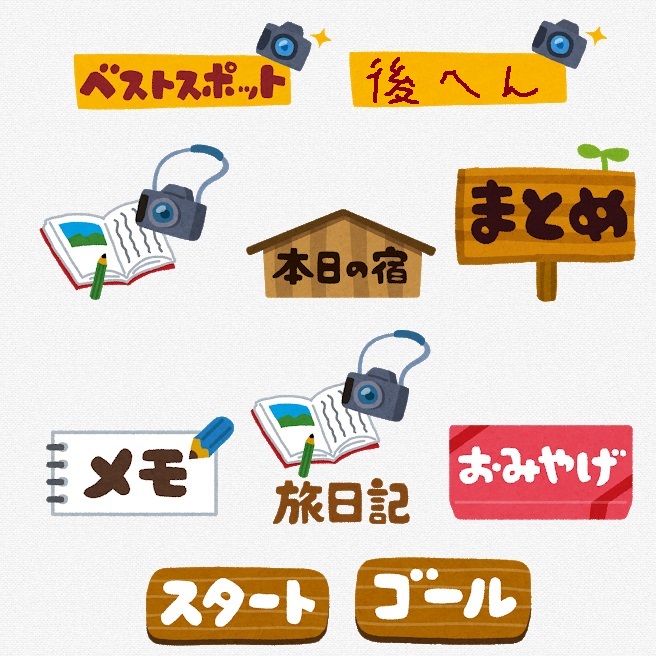 ベストスポット
後へん
本日の宿
まとめ
メモ
旅日記
おみやげ
スタート
ゴール